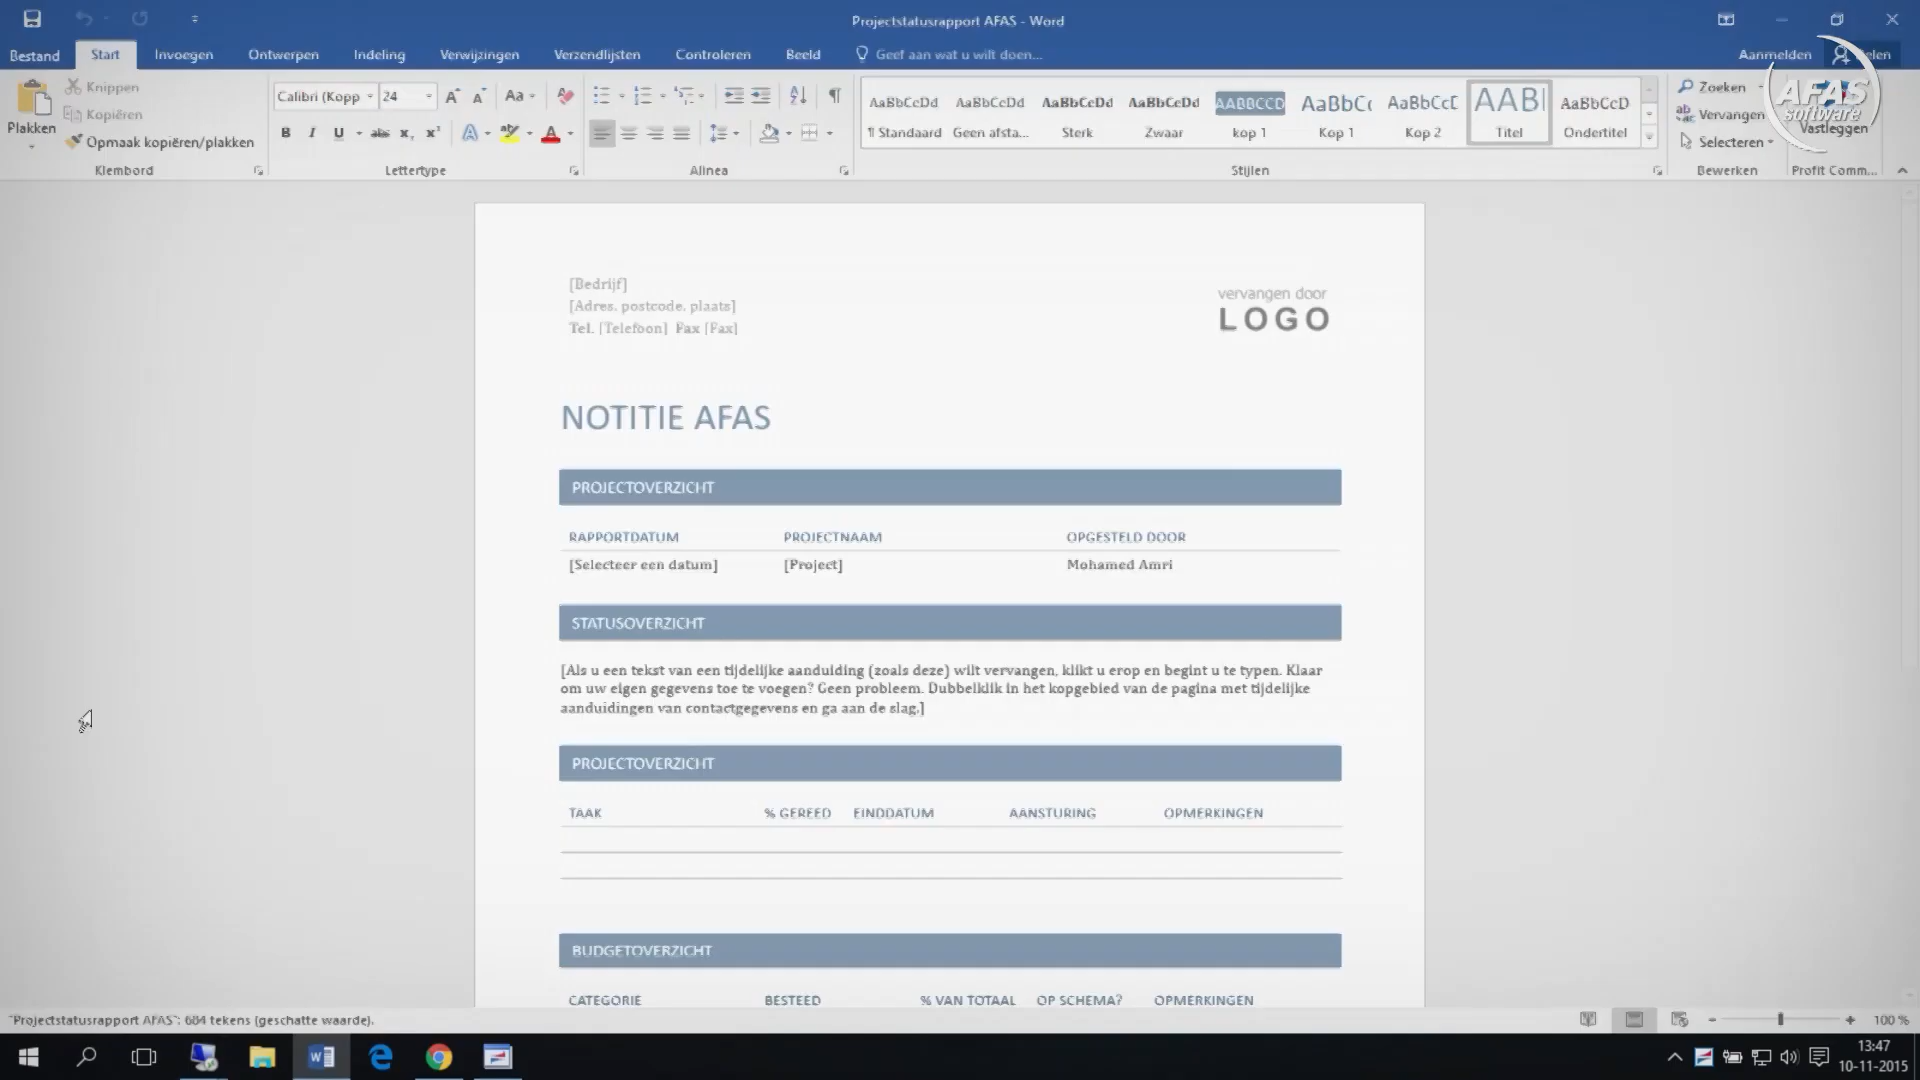 Projectstatusrapport AFAS - Word
Bestand Start Invoegen Ontwerpen Indeling Verwijzingen Verzendlijsten Controleren Beeld Geef aan wat u wilt doen... Aanmelden
Plakken
Knippen
Kopiëren
Opmaak kopiëren/plakken
Klembord
Calibri (Kopp 24
Lettertype
Alinea
AaBbCcDd AaBbCcDd AaBbCcDd AaBbCcDd AABBCCD AaBbC AaBbCcD AAB AaBbCcD
¶ Standaard Geen afsta... Sterk Zwaar kop 1 Kop 1 Kop 2 Titel Ondertitel
Stijlen
Zoeken
Vervangen
Selecteren
Bewerken
Vastleggen
Profit Comm...
AFAS
software
[Bedrijf]
[Adres, postcode, plaats]
Tel. [Telefoon] Fax [Fax]
vervangen door
LOGO
NOTITIE AFAS
PROJECTOVERZICHT
RAPPORTDATUM PROJECTNAAM OPGESTELD DOOR
[Selecteer een datum] [Project] Mohamed Amri
STATUSOVERZICHT
[Als u een tekst van een tijdelijke aanduiding (zoals deze) wilt vervangen, klikt u erop en begint u te typen. Klaar
om uw eigen gegevens toe te voegen? Geen probleem. Dubbelklik in het kopgebied van de pagina met tijdelijke
aanduidingen van contactgegevens en ga aan de slag.]
PROJECTOVERZICHT
TAAK % GEREED EINDDATUM AANSTURING OPMERKINGEN
BUDGETOVERZICHT
CATEGORIE BESTEED % VAN TOTAAL OP SCHEMA? OPMERKINGEN
"Projectstatusrapport AFAS": 684 tekens (geschatte waarde).
100 %
13:47
10-11-2015